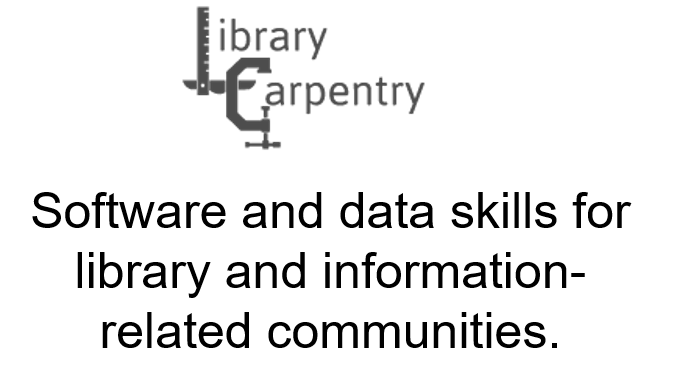 Library
Carpentry
Software and data skills for
library and information-
related communities.